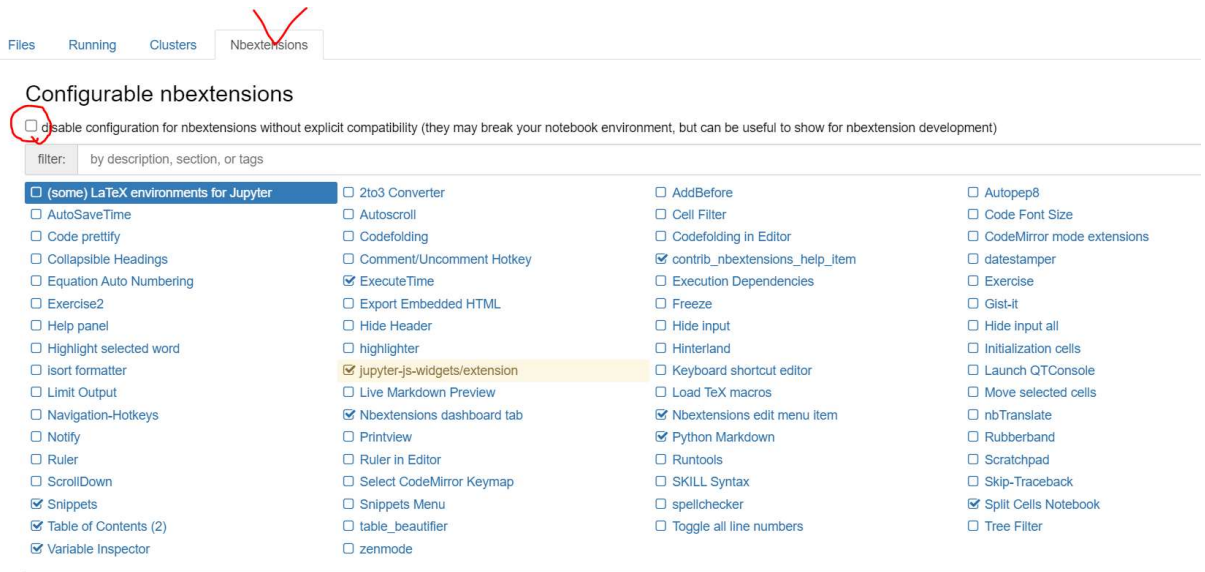 Files Running Clusters Nbextensions
Configurable nbextensions
disable configuration for nbextensions without explicit compatibility (they may break your notebook environment, but can be useful to show for nbextension development)
filter: by description, section, or tags
(some) LaTeX environments for Jupyter 2to3 Converter AddBefore Autopep8
AutoSaveTime Autoscroll Cell Filter Code Font Size
Code prettify Codefolding Codefolding in Editor CodeMirror mode extensions
Collapsible Headings Comment/Uncomment Hotkey contrib_nbextensions_help_item datestamper
Equation Auto Numbering ExecuteTime Execution Dependencies Exercise
Exercise2 Export Embedded HTML Freeze Gist-it
Help panel Hide Header Hide input Hide input all
Highlight selected word highlighter Hinterland Initialization cells
isort formatter jupyter-js-widgets/extension Keyboard shortcut editor Launch QTConsole
Limit Output Live Markdown Preview Load TeX macros Move selected cells
Navigation-Hotkeys Nbextensions dashboard tab Nbextensions edit menu item nbTranslate
Notify Printview Python Markdown Rubberband
Ruler Ruler in Editor Runtools Scratchpad
ScrollDown Select CodeMirror Keymap SKILL Syntax Skip-Traceback
Snippets Snippets Menu spellchecker Split Cells Notebook
Table of Contents (2) table_beautifier Toggle all line numbers Tree Filter
Variable Inspector zenmode